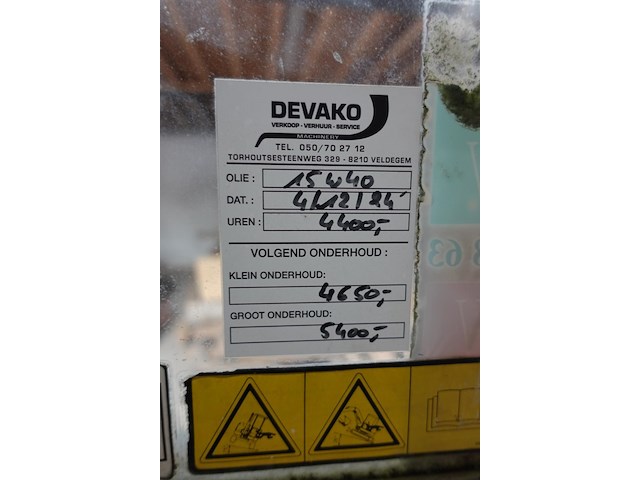 DEVAKO
VERKOOP - VERHUUR - SERVICE
MACHINERY
TEL. 050/70 27 12
TORHOUTSESTEENWEG 329 - 8210 VELDEGEM
OLIE: 15W40
DAT.: 4/12/24
UREN: 4400,-
VOLGEND ONDERHOUD :
KLEIN ONDERHOUD:
4650,-
GROOT ONDERHOUD:
5400,-
63